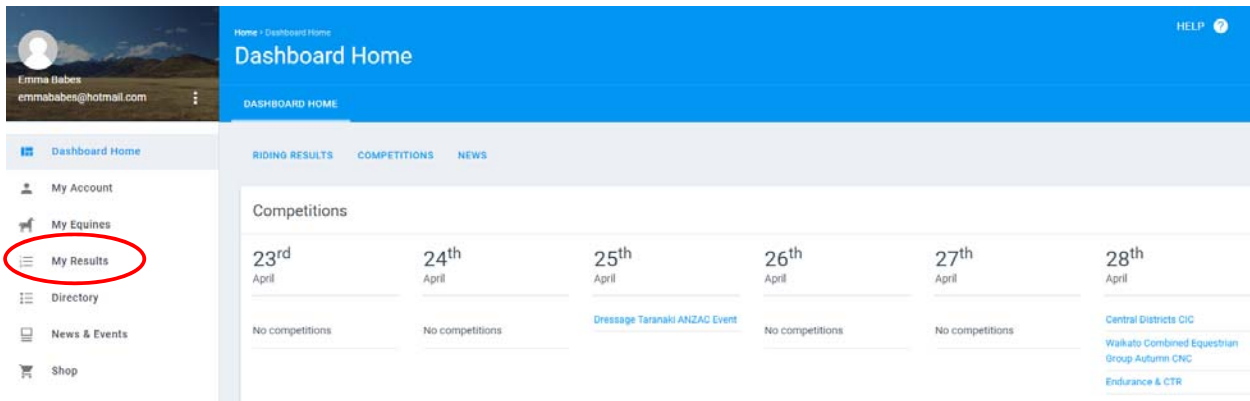 Emma Babes
emmababes@hotmail.com
Home > Dashboard Home
Dashboard Home
HELP ?
DASHBOARD HOME
Dashboard Home
My Account
My Equines
My Results
Directory
News & Events
Shop
RIDING RESULTS COMPETITIONS NEWS
Competitions
23rd 24th 25th 26th 27th 28th
April April April April April April
No competitions No competitions Dressage Taranaki ANZAC Event No competitions No competitions Central Districts CIC
Waikato Combined Equestrian
Group Autumn CNC
Endurance & CTR